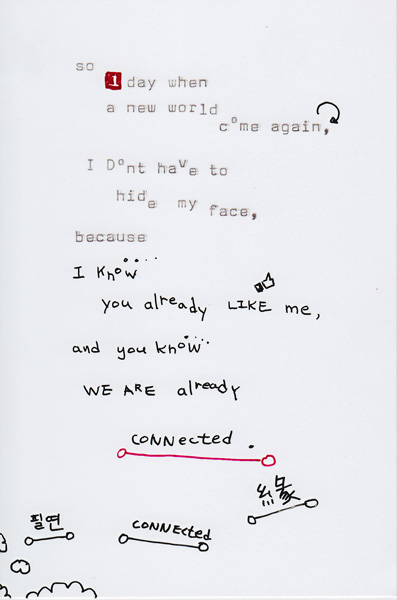 so
1 day when
a new world
come again,
I Dont have to
hide my face,
because
I know
you already LIKE me,
and you know
WE ARE already
CONNected.
緣
필연
CONNECted